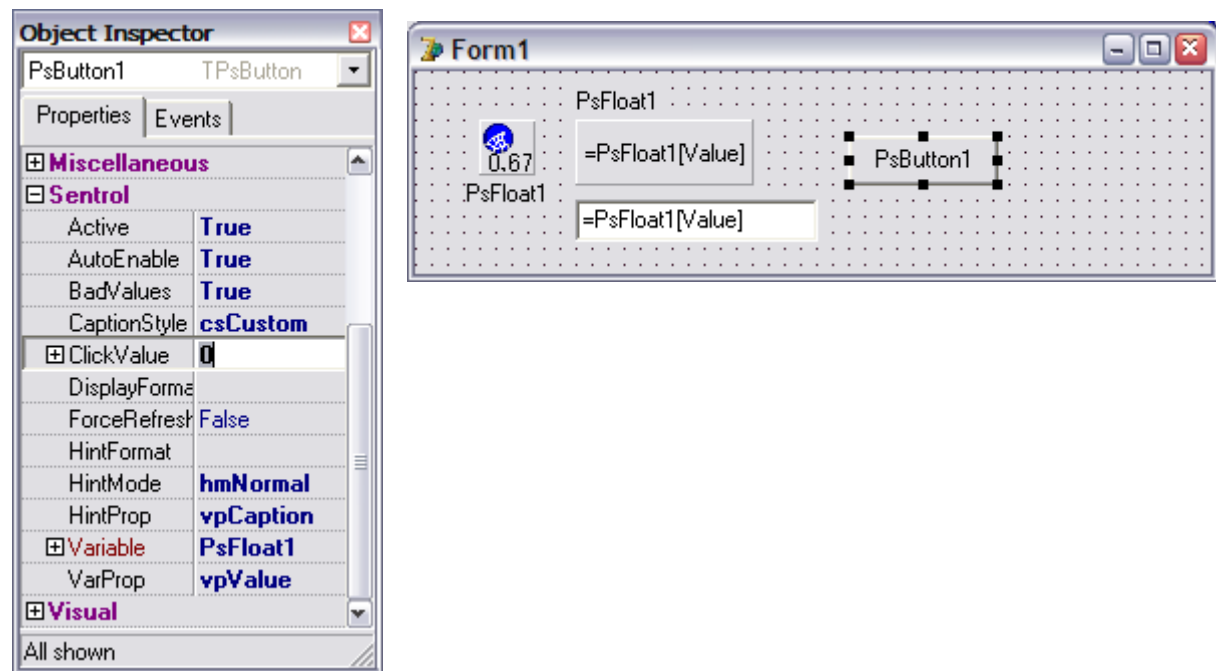 Object Inspector
PsButton1 TPsButton
Properties Events
Miscellaneous
Sentrol
Active True
AutoEnable True
BadValues True
CaptionStyle csCustom
ClickValue 0
DisplayForma
ForceRefresh False
HintFormat
HintMode hmNormal
HintProp vpCaption
Variable PsFloat1
VarProp vpValue
Visual
All shown
Form1
PsFloat1
0.67
=PsFloat1[Value]
PsButton1
PsFloat1
=PsFloat1[Value]